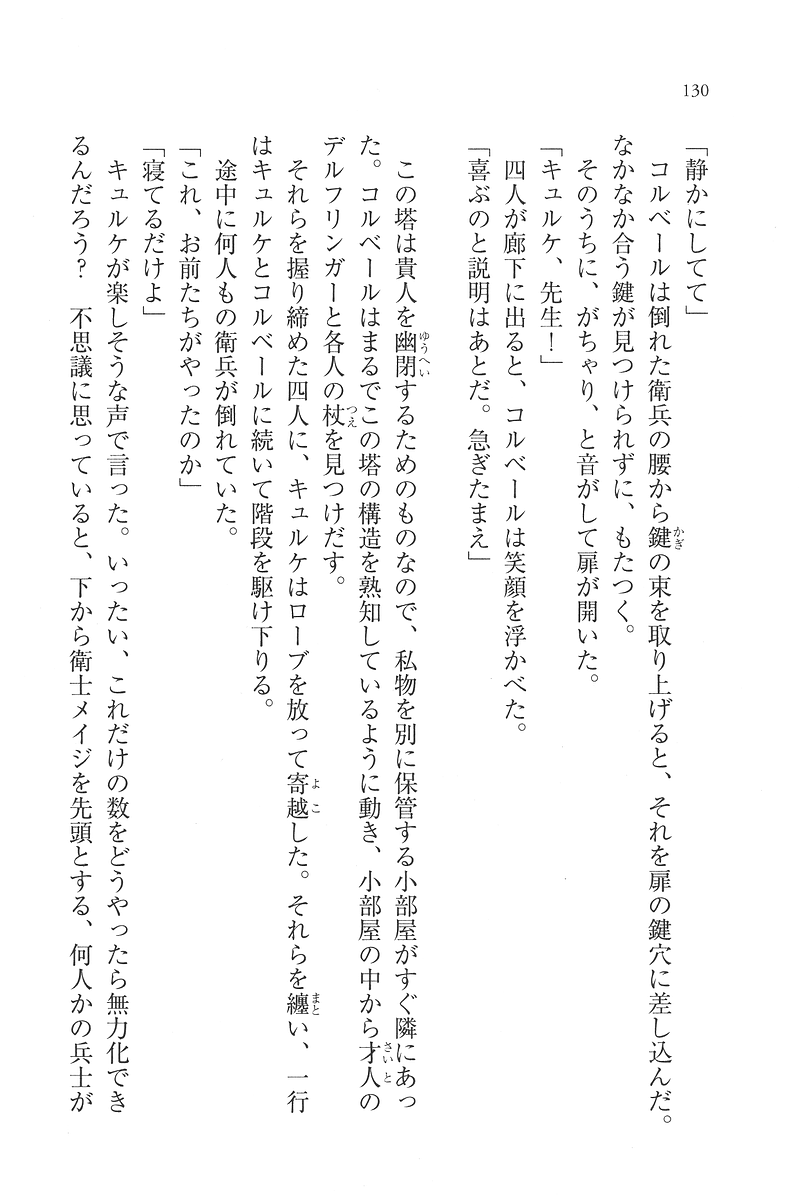 130
「静かにしてて」
コルベールは倒れた衛兵の腰から鍵の束を取り上げると、それを扉の鍵穴に差し込んだ。
なかなか合う鍵が見つけられずに、もたつく。
そのうちに、がちゃり、と音がして扉が開いた。
「キュルケ、先生！」
四人が廊下に出ると、コルベールは笑顔を浮かべた。
「喜ぶのと説明はあとだ。急ぎたまえ」
この塔は貴人を幽閉するためのものなので、私物を別に保管する小部屋がすぐ隣にあっ
た。コルベールはまるでこの塔の構造を熟知しているように動き、小部屋の中から才人の
デルフリンガーと各人の杖を見つけだす。
それらを握り締めた四人に、キュルケはローブを放って寄越した。それらを纏い、一行
はキュルケとコルベールに続いて階段を駆け下りる。
途中に何人もの衛兵が倒れていた。
「これ、お前たちがやったのか」
「寝てるだけよ」
キュルケが楽しそうな声で言った。いったい、これだけの数をどうやったら無力化でき
るんだろう？　不思議に思っていると、下から衛士メイジを先頭とする、何人かの兵士が